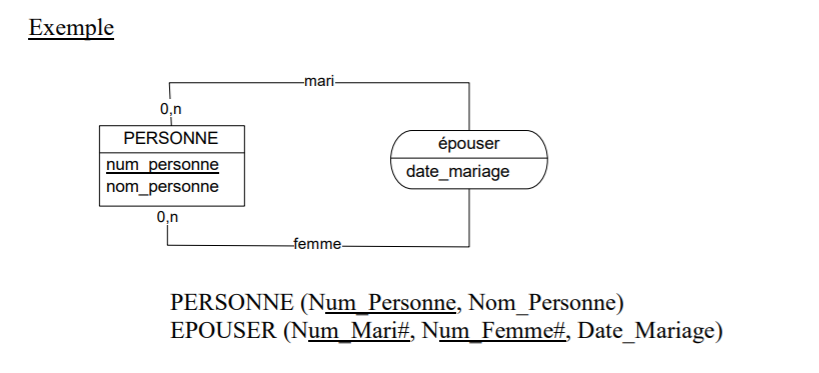 Exemple
mari
0,n
PERSONNE
num_personne
nom_personne
0,n
épouser
date_mariage
femme
PERSONNE (Num_Personne, Nom_Personne)
EPOUSER (Num_Mari#, Num_Femme#, Date_Mariage)